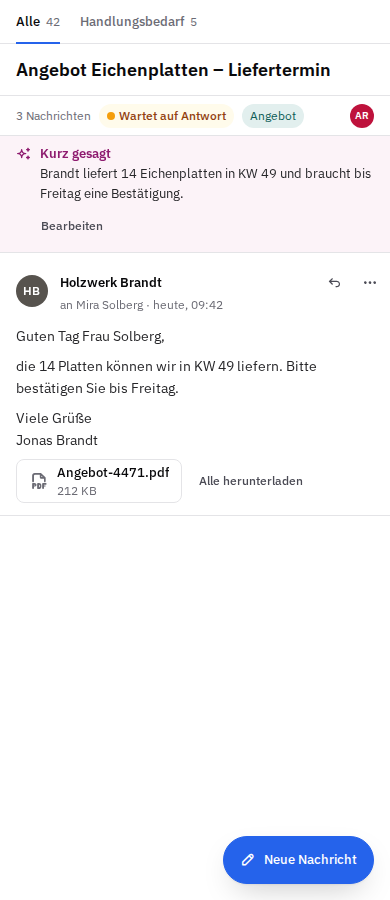 Alle 42 Handlungsbedarf 5
Angebot Eichenplatten – Liefertermin
3 Nachrichten Wartet auf Antwort Angebot AR
Kurz gesagt
Brandt liefert 14 Eichenplatten in KW 49 und braucht bis
Freitag eine Bestätigung.
Bearbeiten
HB Holzwerk Brandt
an Mira Solberg · heute, 09:42
Guten Tag Frau Solberg,
die 14 Platten können wir in KW 49 liefern. Bitte
bestätigen Sie bis Freitag.
Viele Grüße
Jonas Brandt
PDF Angebot-4471.pdf
212 KB
Alle herunterladen
Neue Nachricht